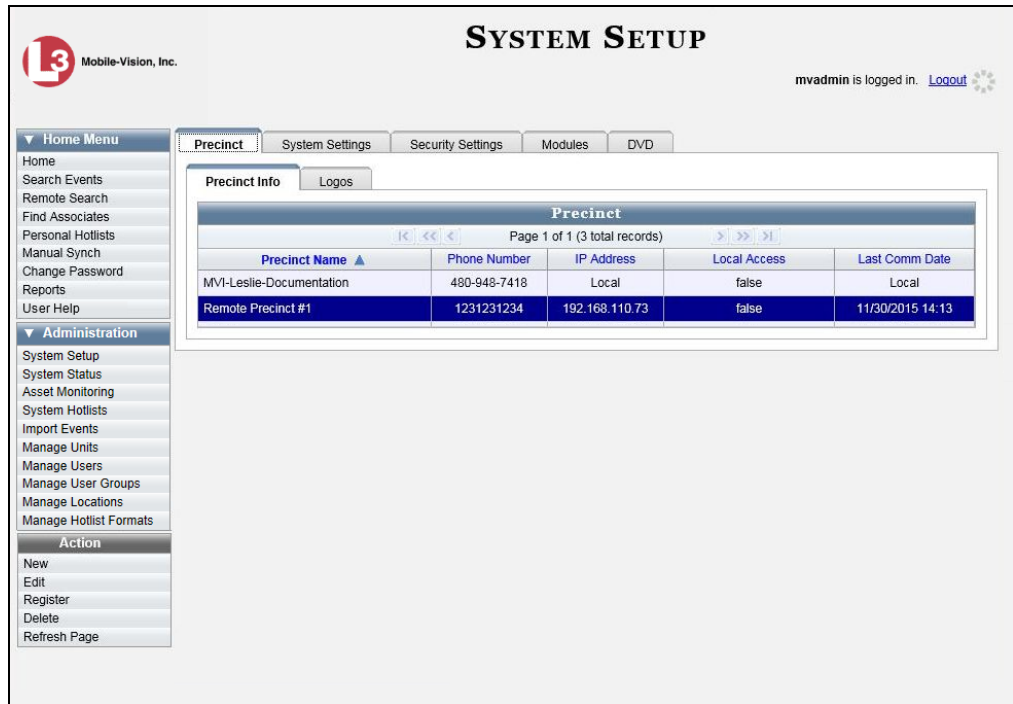 SYSTEM SETUP
L3 Mobile-Vision, Inc.
mvadmin is logged in. Logout
▼ Home Menu
Home
Search Events
Remote Search
Find Associates
Personal Hotlists
Manual Synch
Change Password
Reports
User Help
▼ Administration
System Setup
System Status
Asset Monitoring
System Hotlists
Import Events
Manage Units
Manage Users
Manage User Groups
Manage Locations
Manage Hotlist Formats
Action
New
Edit
Register
Delete
Refresh Page
Precinct System Settings Security Settings Modules DVD
Precinct Info Logos
Precinct
|< << < Page 1 of 1 (3 total records) > >> >|
Precinct Name ▲ Phone Number IP Address Local Access Last Comm Date
MVI-Leslie-Documentation 480-948-7418 Local false Local
Remote Precinct #1 1231231234 192.168.110.73 false 11/30/2015 14:13